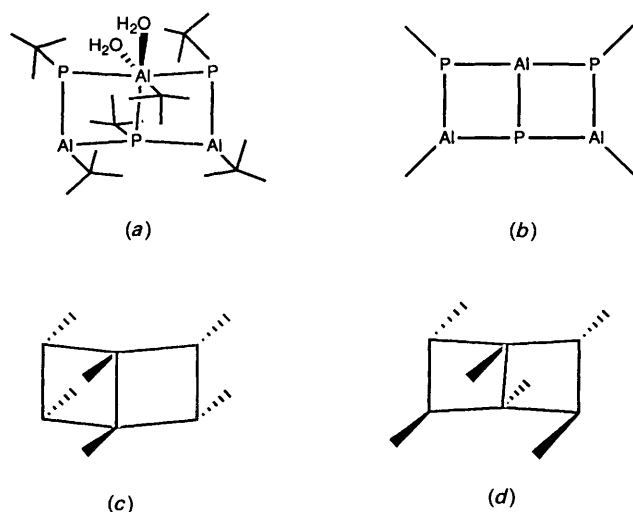 H₂O
H₂O
P Al P
P
Al Al
(a)
P Al P
Al P Al
(b)
(c)
(d)